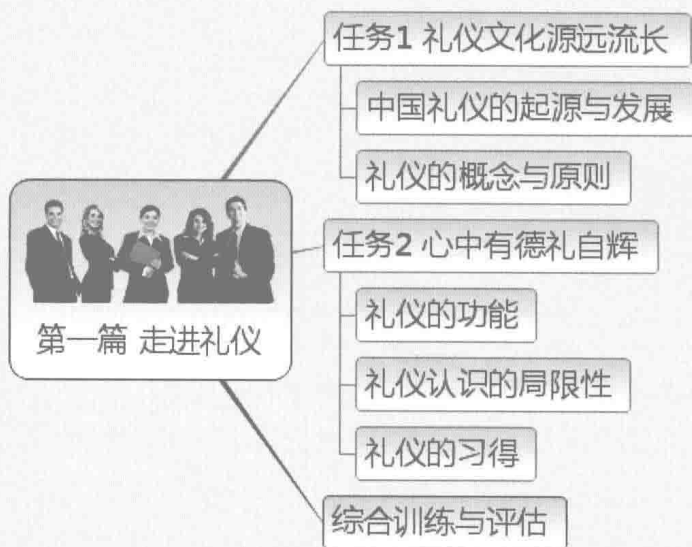 任务1 礼仪文化源远流长
中国礼仪的起源与发展
礼仪的概念与原则
第一篇 走进礼仪
任务2 心中有德礼自辉
礼仪的功能
礼仪认识的局限性
礼仪的习得
综合训练与评估